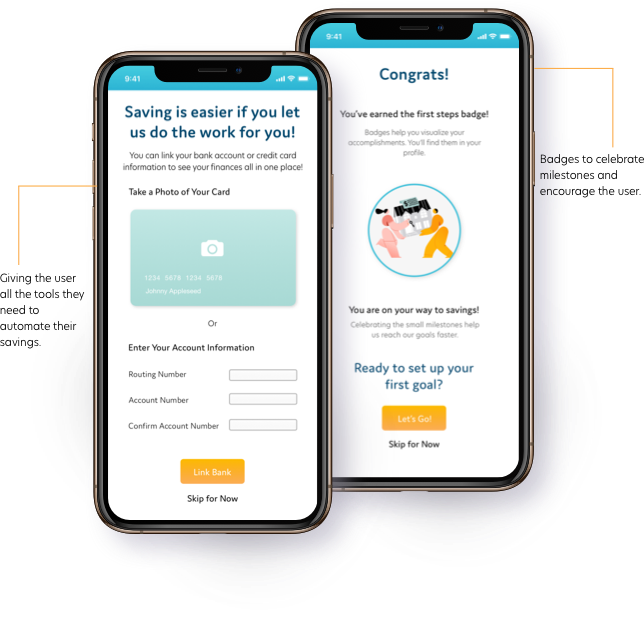 9:41
Saving is easier if you let
us do the work for you!
You can link your bank account or credit card
information to see your finances all in one place!
Take a Photo of Your Card
1234 5678 1234 5678
Johnny Appleseed
Or
Enter Your Account Information
Routing Number
Account Number
Confirm Account Number
Link Bank
Skip for Now
9:41
Congrats!
You've earned the first steps badge!
Badges help you visualize your
accomplishments. You'll find them in your
profile.
You are on your way to savings!
Celebrating the small milestones help
us reach our goals faster.
Ready to set up your
first goal?
Let's Go!
Skip for Now
Giving the user
all the tools they
need to
automate their
savings.
Badges to celebrate
milestones and
encourage the user.